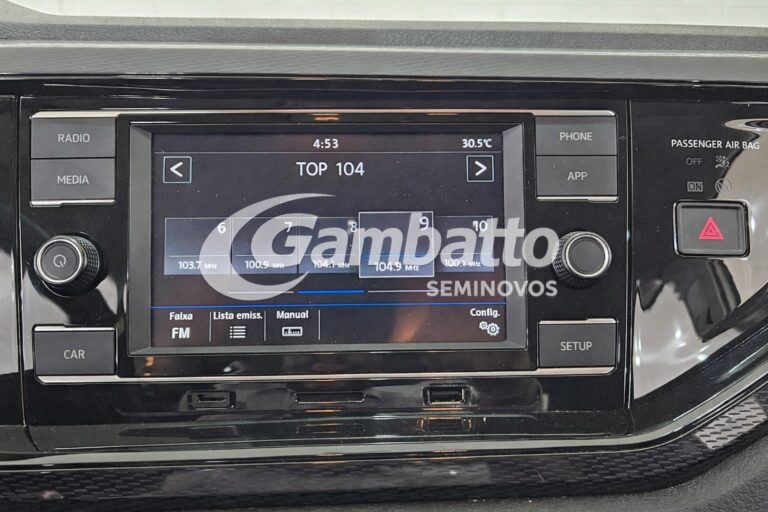 RADIO
MEDIA
CAR
4:53
30.5°C
<
TOP 104
>
6 7 8 9 10
103.7 MHz 100.9 MHz 104.1 MHz 104.9 MHz 100.1 MHz
Faixa
FM
Lista emiss.
Manual
Config.
PHONE
APP
SETUP
PASSENGER AIR BAG
OFF
ON
Gambatto
SEMINOVOS